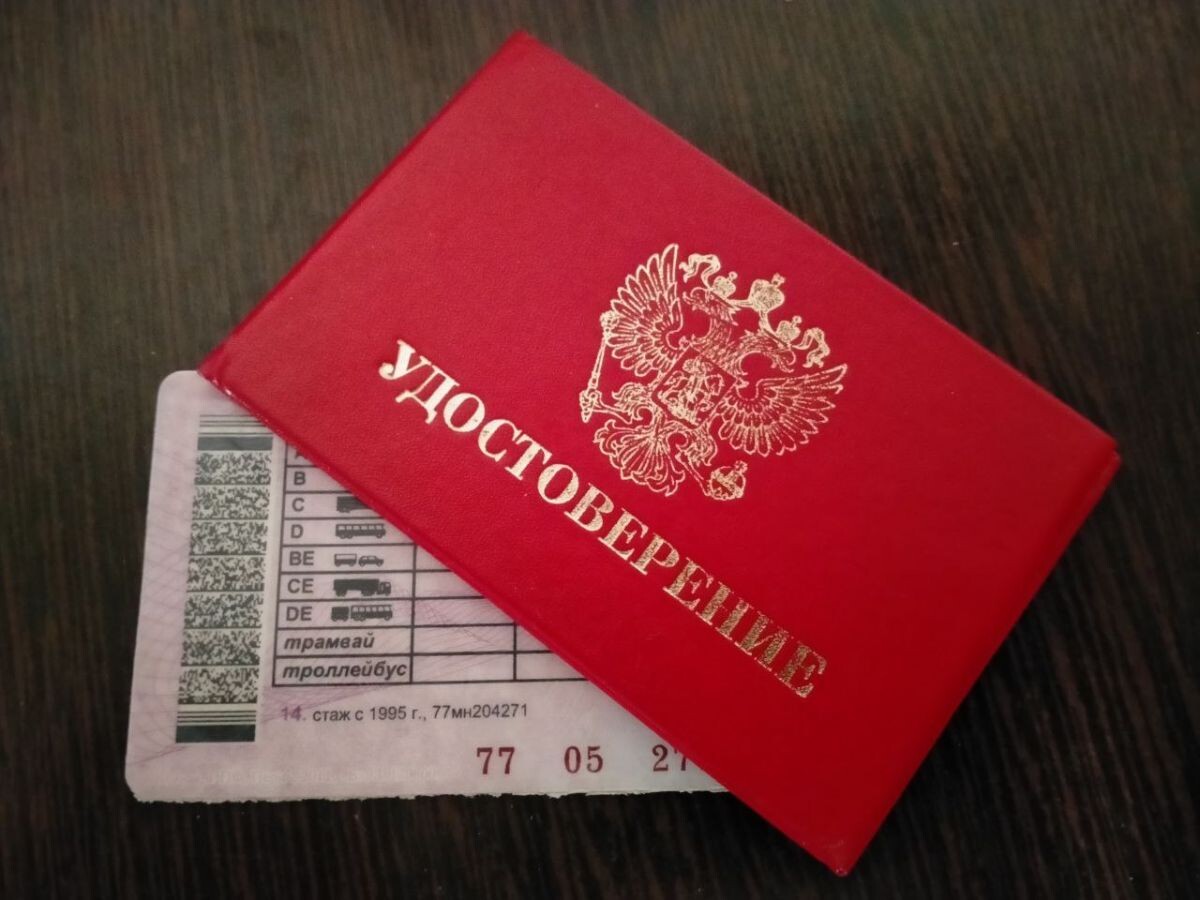 УДОСТОВЕРЕНИЕ
B
C
D
BE
CE
DE
трамвай
троллейбус
14. стаж с 1995 г., 77мн204271
77 05 27